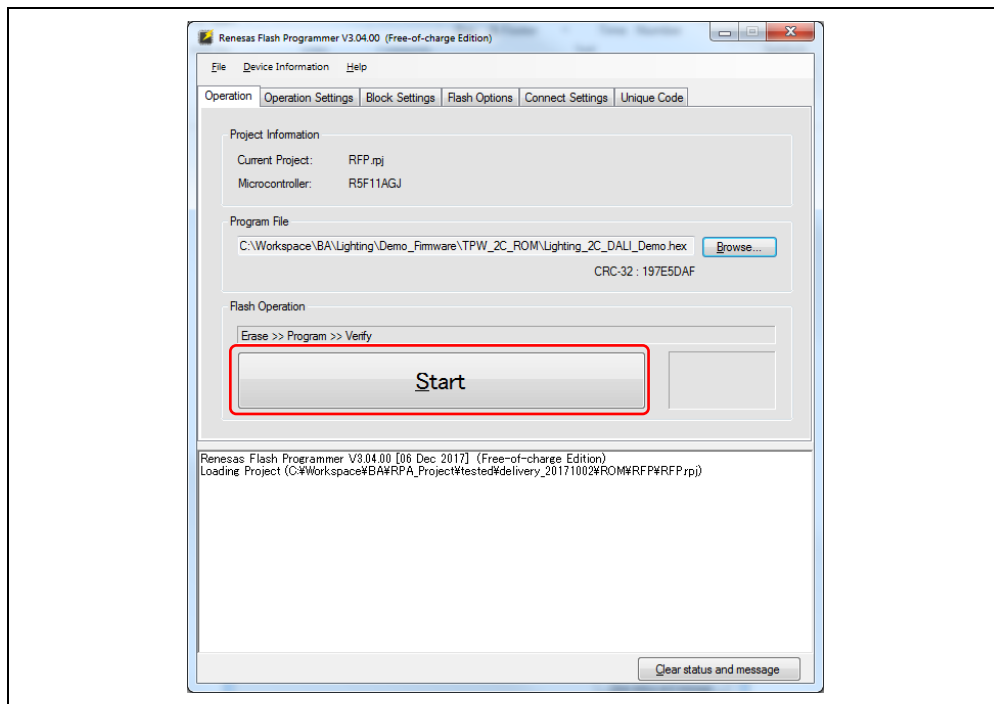 Renesas Flash Programmer V3.04.00 (Free-of-charge Edition)
File Device Information Help
Operation Operation Settings Block Settings Flash Options Connect Settings Unique Code
Project Information
Current Project: RFP.rpj
Microcontroller: R5F11AGJ
Program File
C:\Workspace\BA\Lighting\Demo_Firmware\TPW_2C_ROM\Lighting_2C_DALI_Demo.hex Browse...
CRC-32 : 197E5DAF
Flash Operation
Erase >> Program >> Verify
Start
Renesas Flash Programmer V3.04.00 [06 Dec 2017] (Free-of-charge Edition)
Loading Project (C:¥Workspace¥BA¥RPA_Project¥tested¥delivery_20171002¥ROM¥RFP¥RFP.rpj)
Clear status and message